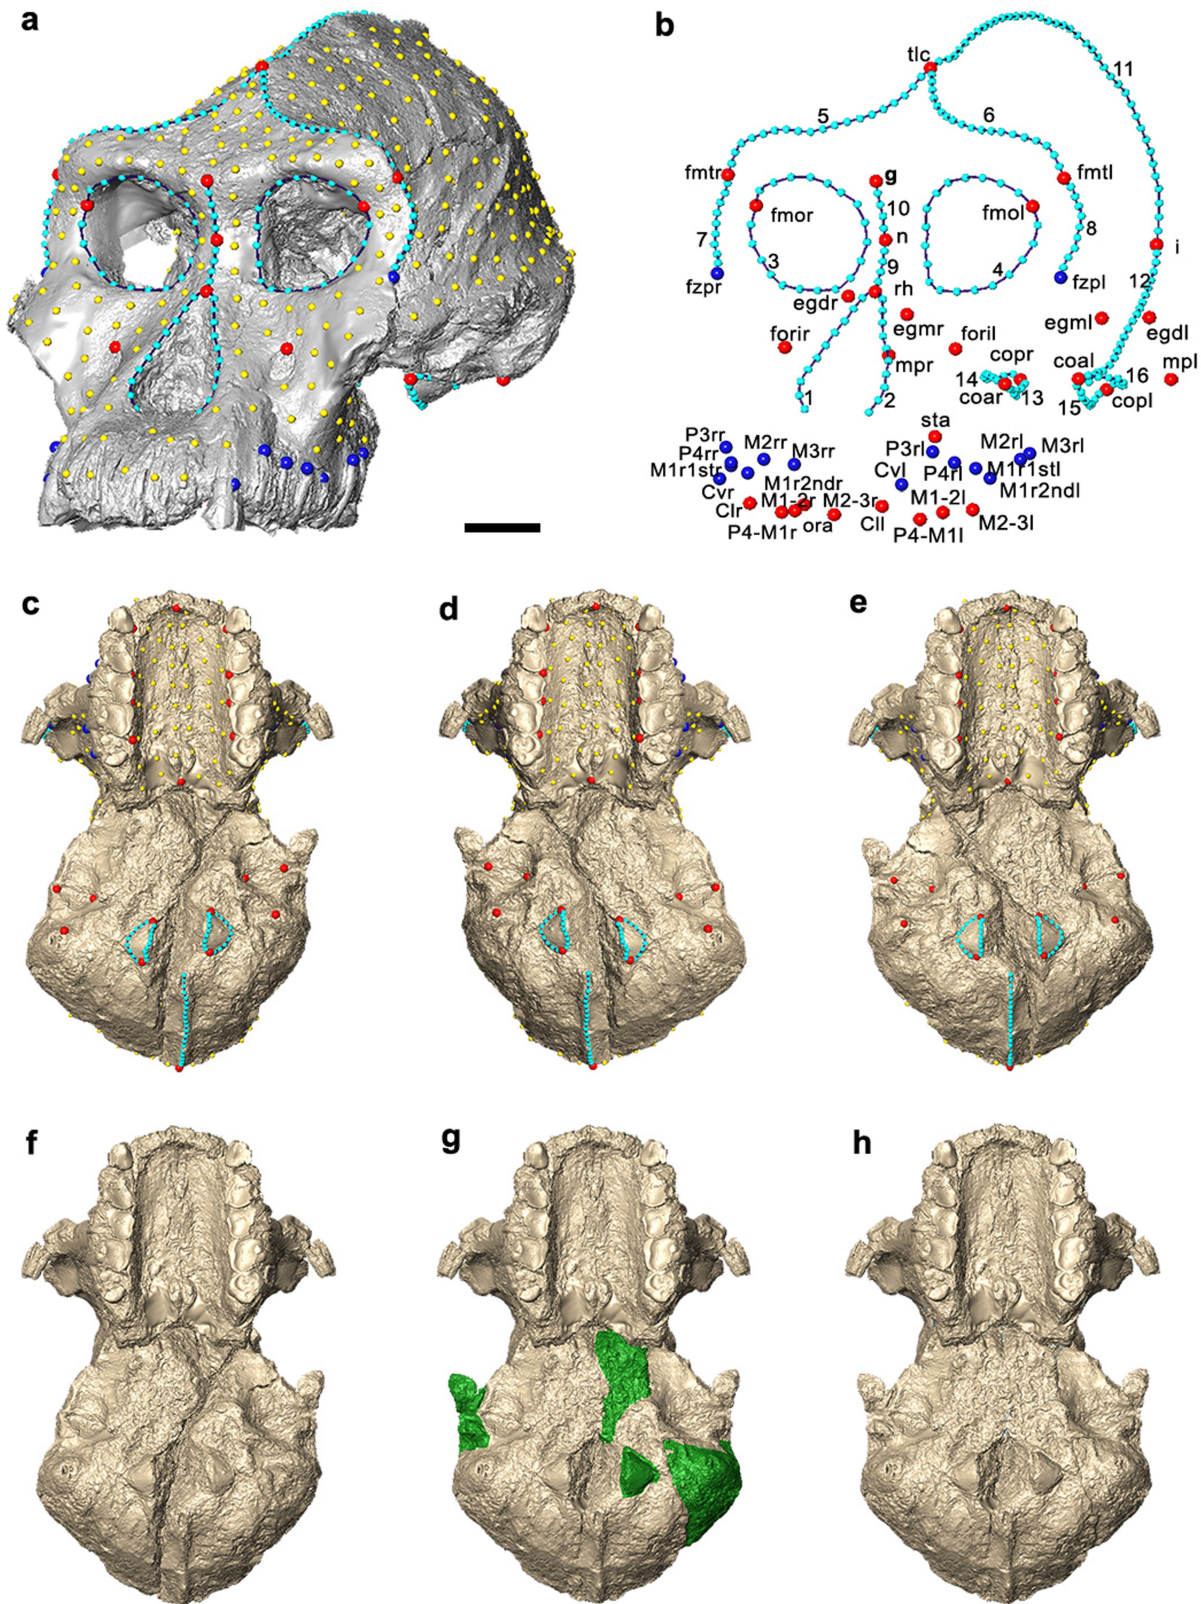 a
b
tlc
11
5
6
fmtr
g
fmtl
fmor
10
fmol
7
n
8
i
3
9
4
12
fzpr
egdr
rh
fzpl
egmr
egml
egdl
forir
foril
mpr
copr
coal
16
mpl
14
coar
13
15
copl
1
2
sta
P3rr
M2rr
P3rl
M2rl
M3rl
P4rr
M3rr
P4rl
M1r1str
M1r1stl
Cvr
M1r2ndr
Cvl
M1r2ndl
CIr
M1-2r
M2-3r
M1-2l
ora
CIl
M2-3l
P4-M1r
P4-M1l
c
d
e
f
g
h